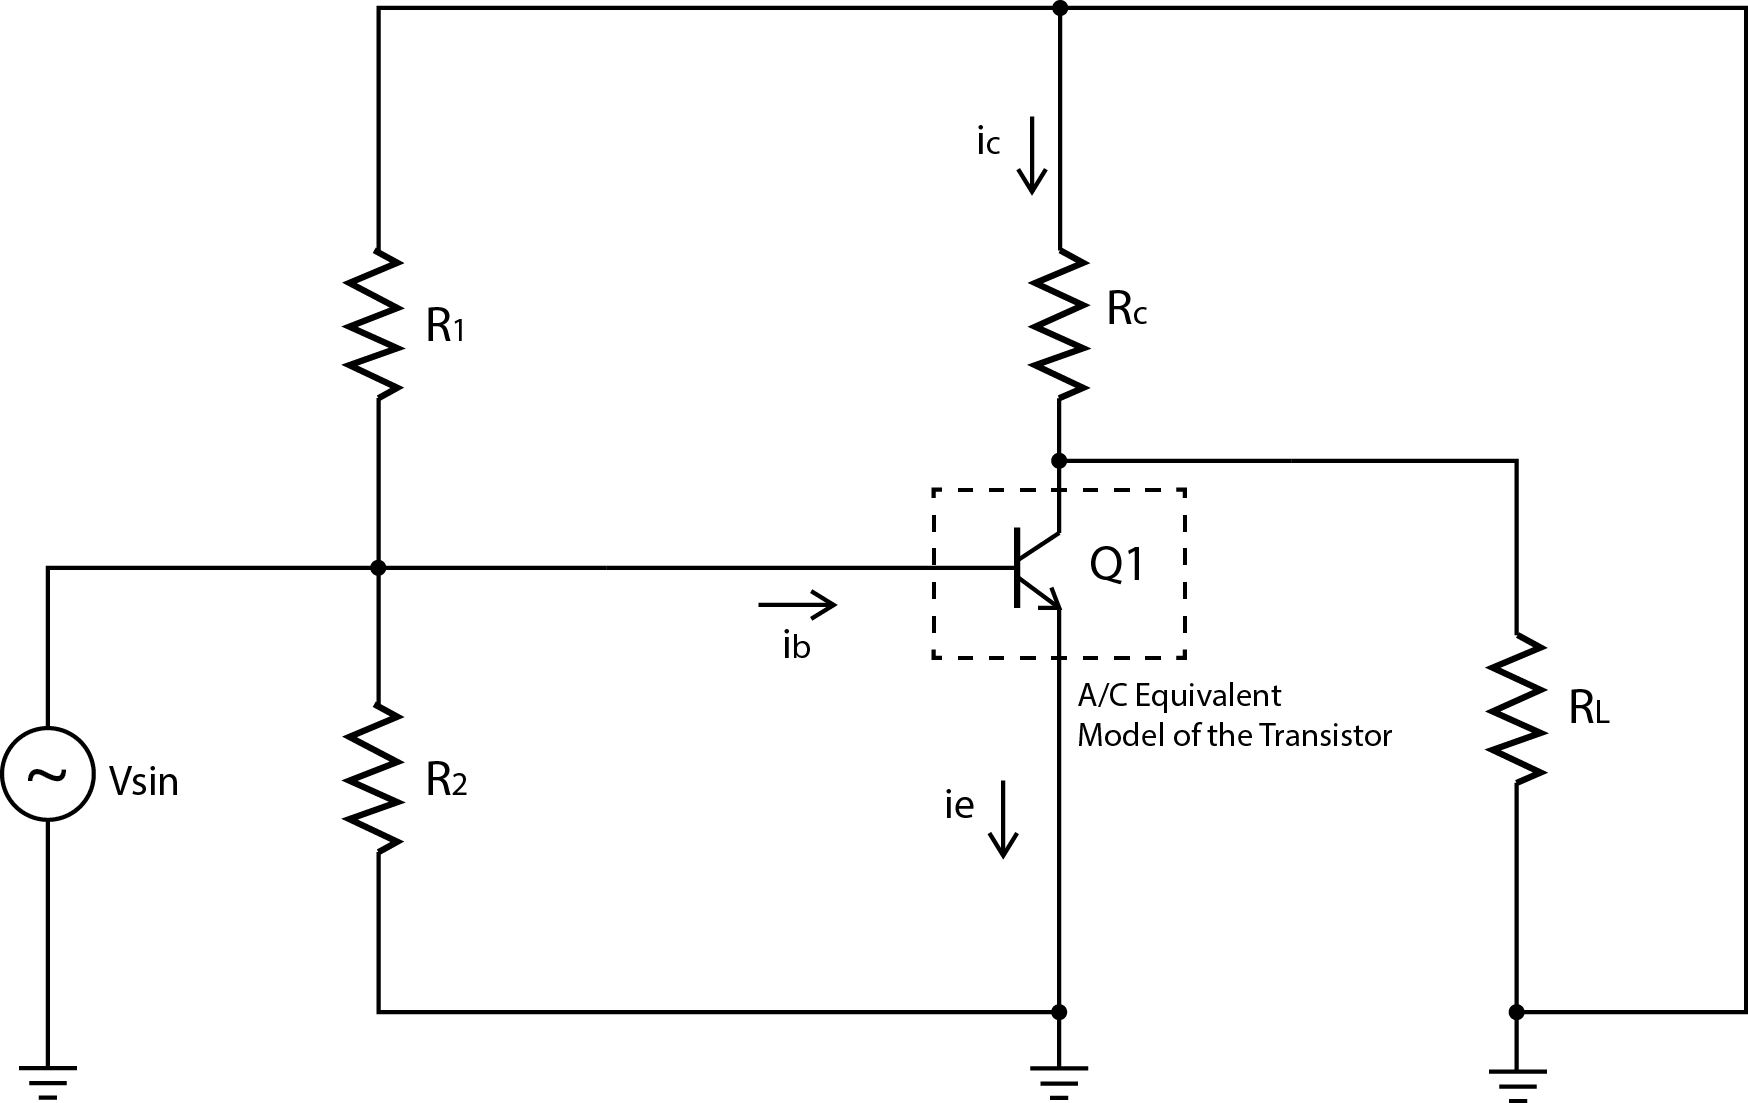 ic
R1
Rc
Q1
ib
A/C Equivalent
Model of the Transistor
RL
~
Vsin
R2
ie